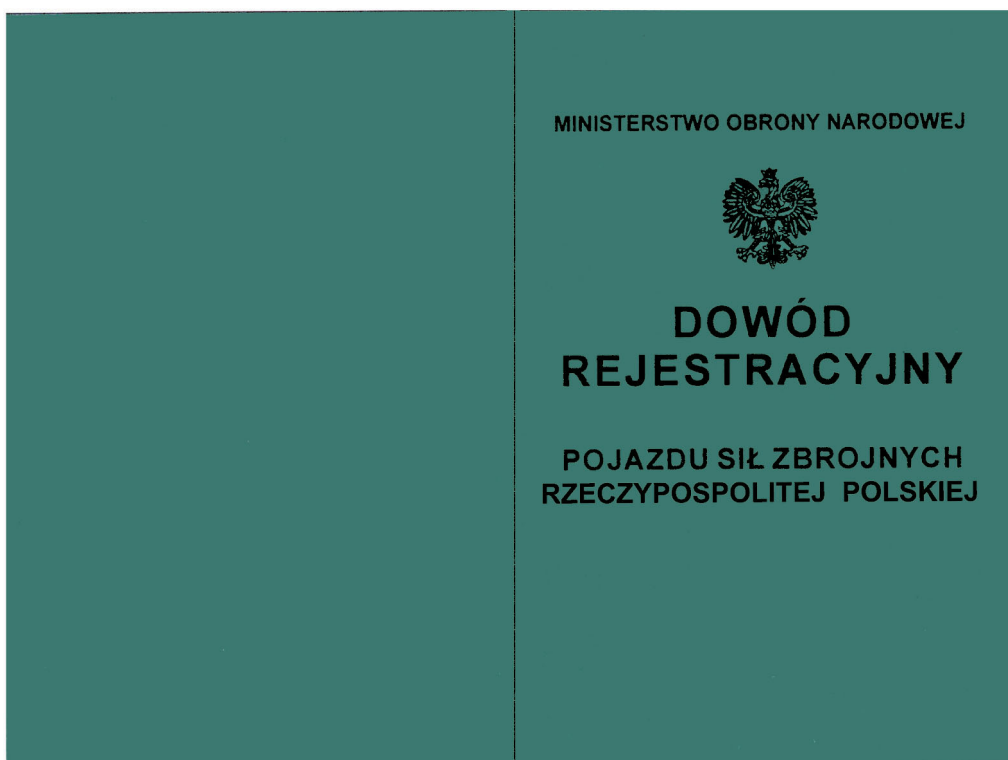 MINISTERSTWO OBRONY NARODOWEJ
DOWÓD
REJESTRACYJNY
POJAZDU SIŁ ZBROJNYCH
RZECZYPOSPOLITEJ POLSKIEJ